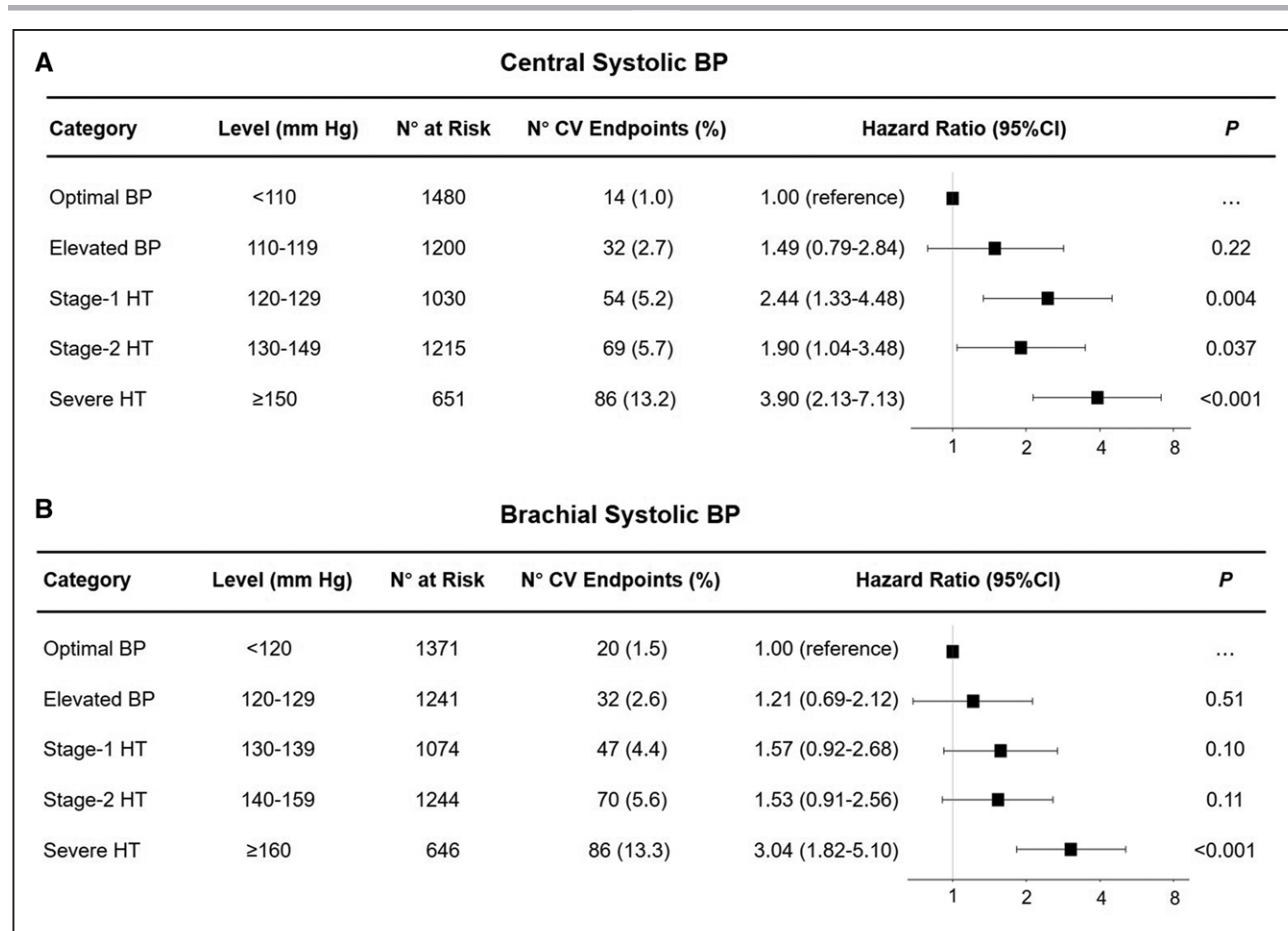 A
Central Systolic BP
Category Level (mm Hg) N° at Risk N° CV Endpoints (%) Hazard Ratio (95%CI) P
Optimal BP <110 1480 14 (1.0) 1.00 (reference) …
Elevated BP 110-119 1200 32 (2.7) 1.49 (0.79-2.84) 0.22
Stage-1 HT 120-129 1030 54 (5.2) 2.44 (1.33-4.48) 0.004
Stage-2 HT 130-149 1215 69 (5.7) 1.90 (1.04-3.48) 0.037
Severe HT ≥150 651 86 (13.2) 3.90 (2.13-7.13) <0.001
1 2 4 8
B
Brachial Systolic BP
Category Level (mm Hg) N° at Risk N° CV Endpoints (%) Hazard Ratio (95%CI) P
Optimal BP <120 1371 20 (1.5) 1.00 (reference) …
Elevated BP 120-129 1241 32 (2.6) 1.21 (0.69-2.12) 0.51
Stage-1 HT 130-139 1074 47 (4.4) 1.57 (0.92-2.68) 0.10
Stage-2 HT 140-159 1244 70 (5.6) 1.53 (0.91-2.56) 0.11
Severe HT ≥160 646 86 (13.3) 3.04 (1.82-5.10) <0.001
1 2 4 8